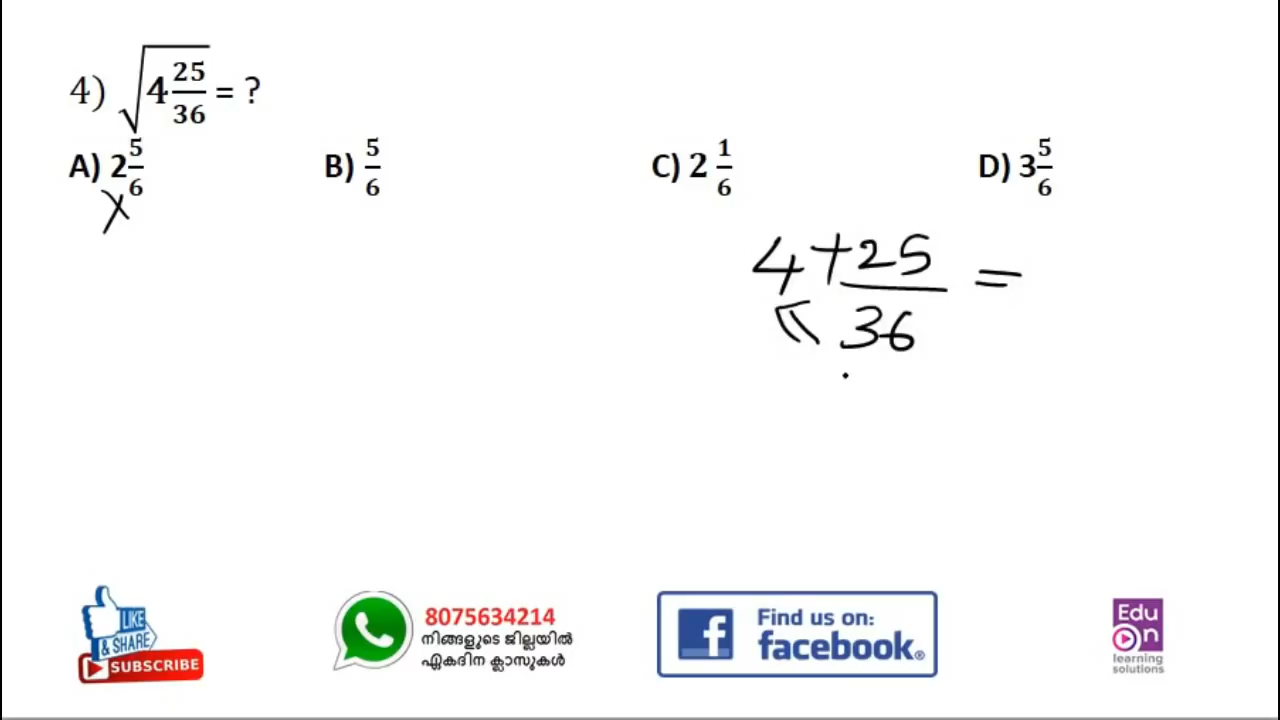 4) √4 25/36 = ?
A) 2 5/6 B) 5/6 C) 2 1/6 D) 3 5/6
4 + 25/36 =
LIKE & SHARE
SUBSCRIBE
8075634214
നിങ്ങളുടെ ജില്ലയിൽ
ഏകദിന ക്ലാസുകൾ
f Find us on:
facebook®
Edu
On
learning
solutions